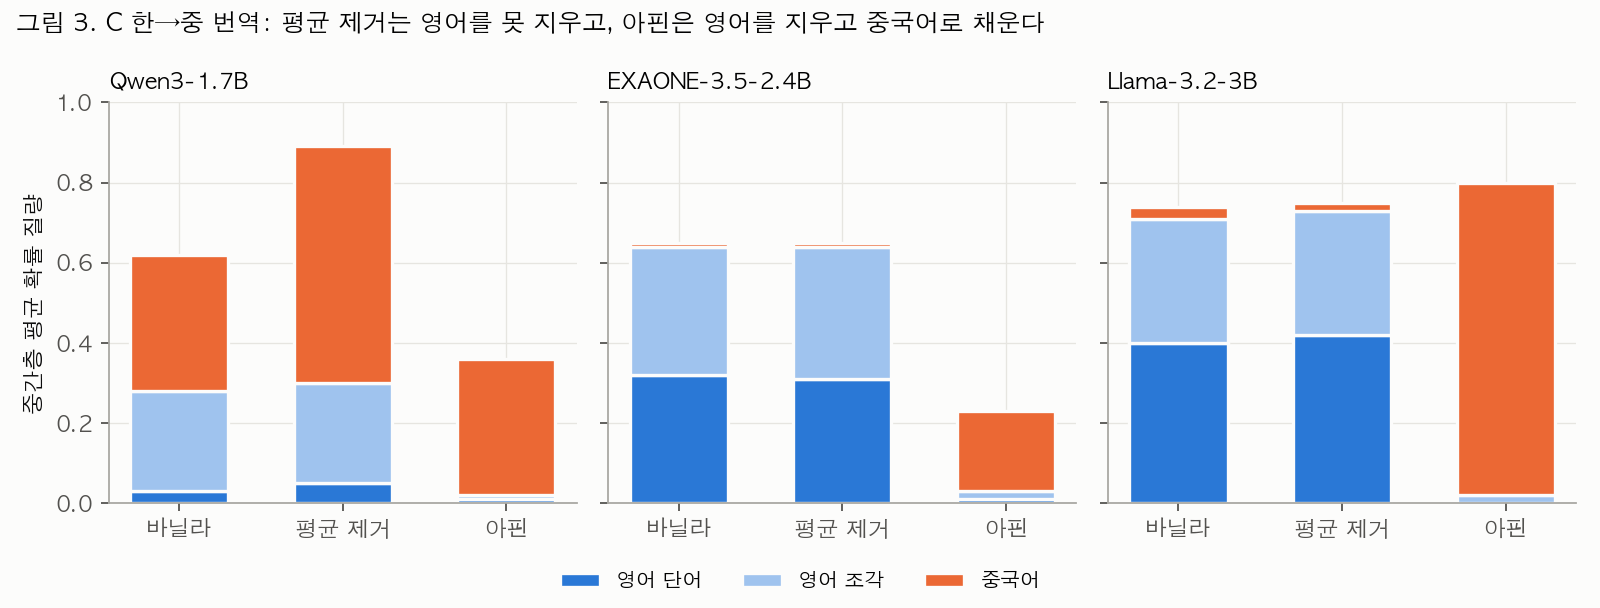 그림 3. C 한→중 번역: 평균 제거는 영어를 못 지우고, 아핀은 영어를 지우고 중국어로 채운다
Qwen3-1.7B
EXAONE-3.5-2.4B
Llama-3.2-3B
중간층 평균 확률 질량
1.0
0.8
0.6
0.4
0.2
0.0
바닐라 평균 제거 아핀
바닐라 평균 제거 아핀
바닐라 평균 제거 아핀
영어 단어 영어 조각 중국어